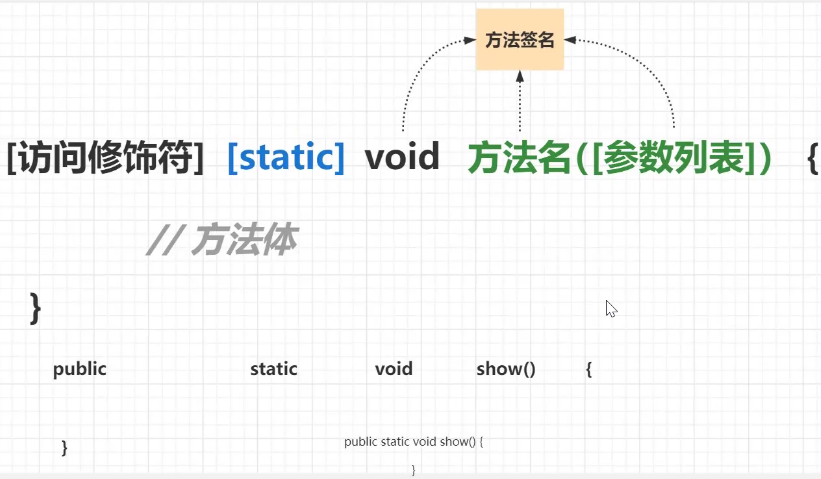 方法签名
[访问修饰符] [static] void 方法名([参数列表]) {
// 方法体
}
public static void show() {
}
public static void show() {
}